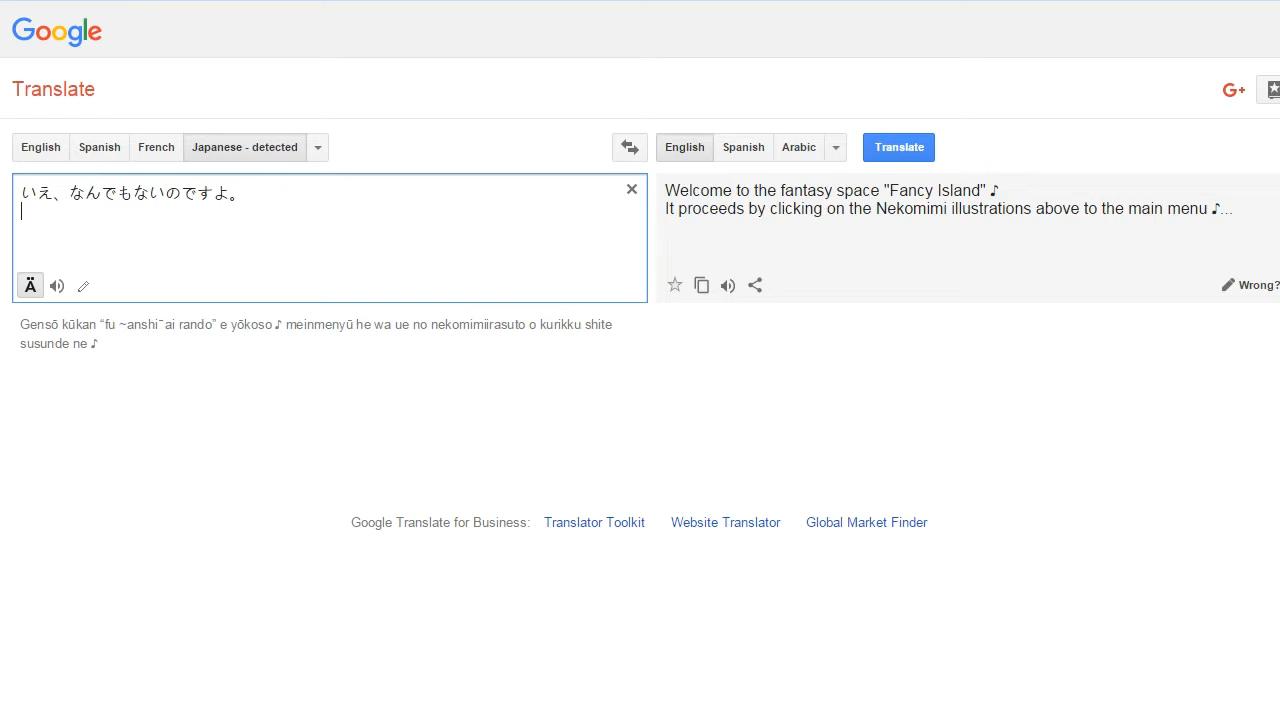 Google
Translate
G+
English Spanish French Japanese - detected
English Spanish Arabic Translate
いえ、なんでもないのですよ。
Ä
Gensō kūkan “fu ~anshi¯ai rando” e yōkoso ♪ meinmenyū he wa ue no nekomimiirasuto o kurikku shite
susunde ne ♪
Welcome to the fantasy space "Fancy Island" ♪
It proceeds by clicking on the Nekomimi illustrations above to the main menu ♪...
Wrong?
Google Translate for Business: Translator Toolkit Website Translator Global Market Finder